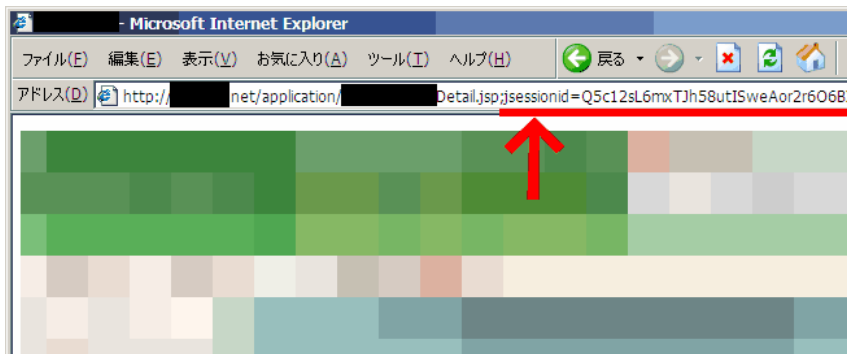 - Microsoft Internet Explorer
ファイル(F) 編集(E) 表示(V) お気に入り(A) ツール(T) ヘルプ(H) 戻る
アドレス(D) http:// net/application/ Detail.jsp;jsessionid=Q5c12sL6mxTJh58utISweAor2r6O6B